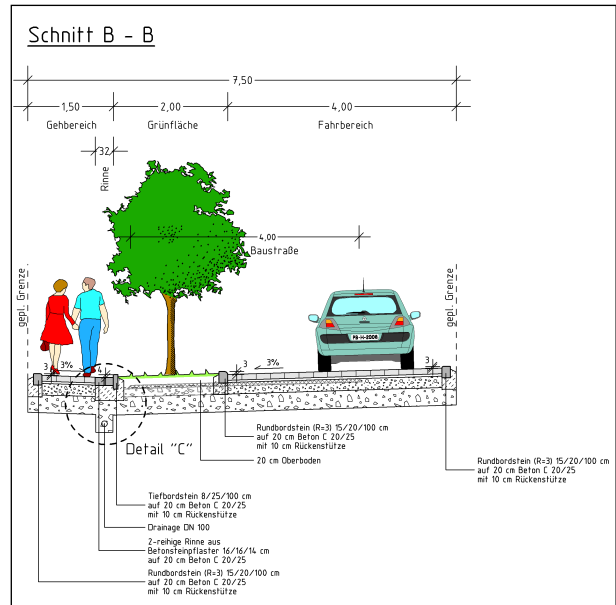 Schnitt B - B
7,50
1,50
2,00
4,00
Gehbereich
Grünfläche
Fahrbereich
32
Rinne
4,00
Baustraße
gepl. Grenze
gepl. Grenze
PB-H-2008
3
3%
4
3
3%
3
Detail "C"
Rundbordstein (R=3) 15/20/100 cm
auf 20 cm Beton C 20/25
mit 10 cm Rückenstütze
20 cm Oberboden
Rundbordstein (R=3) 15/20/100 cm
auf 20 cm Beton C 20/25
mit 10 cm Rückenstütze
Tiefbordstein 8/25/100 cm
auf 20 cm Beton C 20/25
mit 10 cm Rückenstütze
Drainage DN 100
2-reihige Rinne aus
Betonsteinpflaster 16/16/14 cm
auf 20 cm Beton C 20/25
Rundbordstein (R=3) 15/20/100 cm
auf 20 cm Beton C 20/25
mit 10 cm Rückenstütze